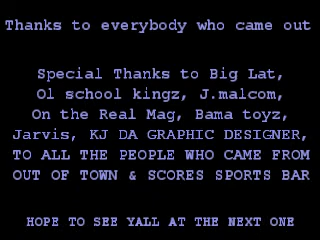 Thanks to everybody who came out
Special Thanks to Big Lat,
Ol school kingz, J.malcom,
On the Real Mag, Bama toyz,
Jarvis, KJ DA GRAPHIC DESIGNER,
TO ALL THE PEOPLE WHO CAME FROM
OUT OF TOWN & SCORES SPORTS BAR
HOPE TO SEE YALL AT THE NEXT ONE